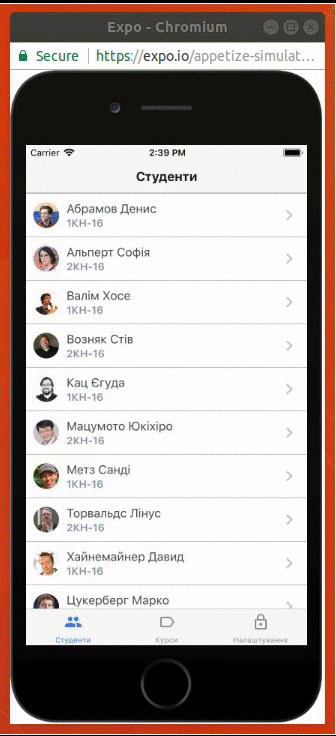 Expo - Chromium
Secure | https://expo.io/appetize-simulat...
Carrier 2:39 PM
Студенти
Абрамов Денис
1КН-16
Альперт Софія
2КН-16
Валім Хосе
1КН-16
Возняк Стів
2КН-16
Кац Єгуда
1КН-16
Мацумото Юкіхіро
2КН-16
Метз Санді
1КН-16
Торвальдс Лінус
2КН-16
Хайнемайнер Давид
1КН-16
Цукерберг Марко
Студенти Курси Налаштування